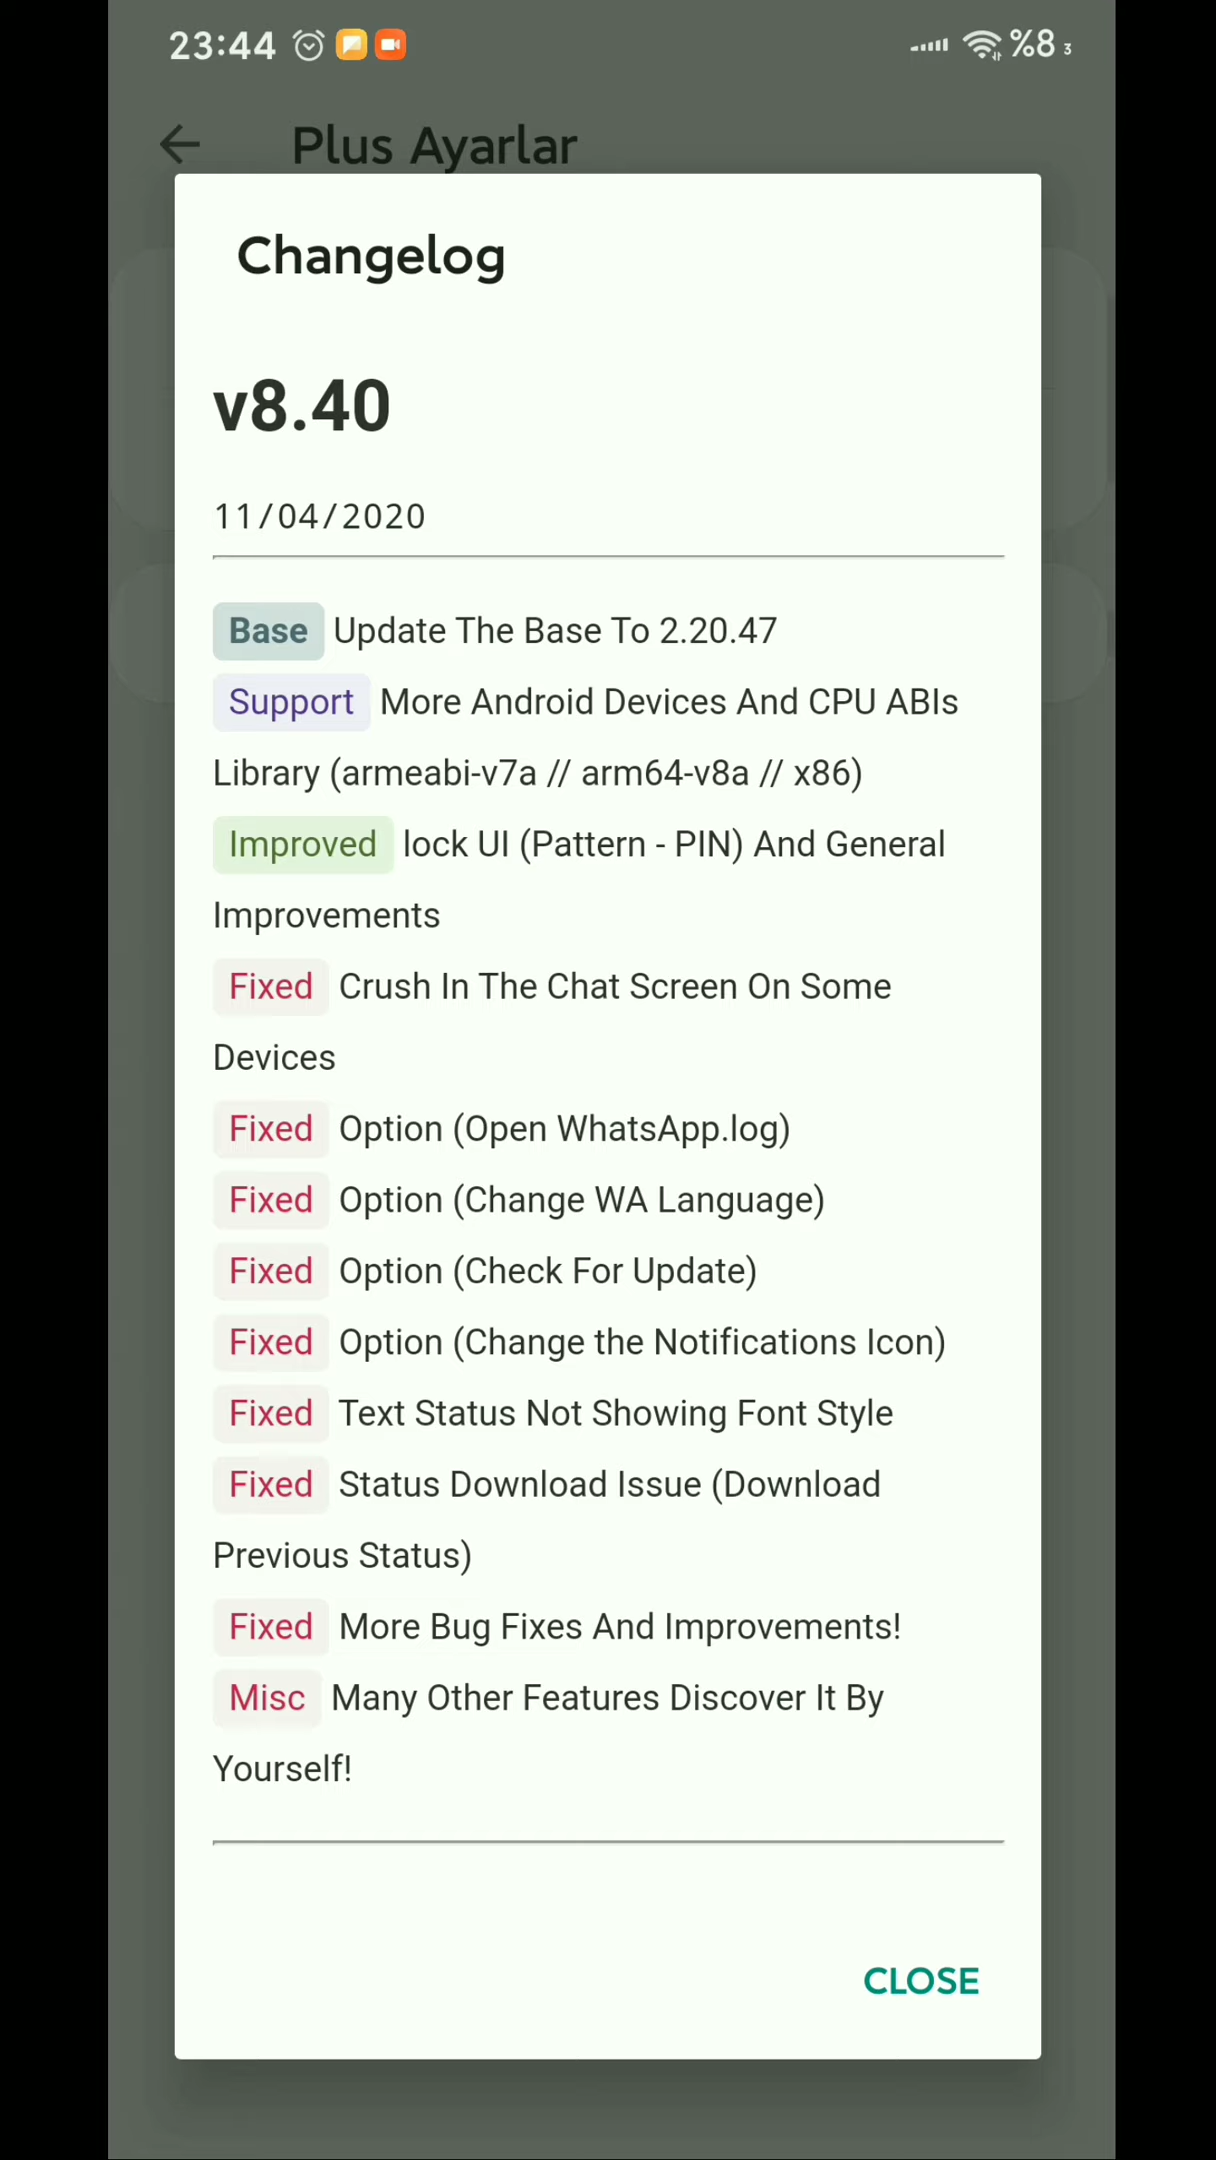 23:44 %8 3
Plus Ayarlar
Changelog
v8.40
11/04/2020
Base Update The Base To 2.20.47
Support More Android Devices And CPU ABIs
Library (armeabi-v7a // arm64-v8a // x86)
Improved lock UI (Pattern - PIN) And General
Improvements
Fixed Crush In The Chat Screen On Some
Devices
Fixed Option (Open WhatsApp.log)
Fixed Option (Change WA Language)
Fixed Option (Check For Update)
Fixed Option (Change the Notifications Icon)
Fixed Text Status Not Showing Font Style
Fixed Status Download Issue (Download
Previous Status)
Fixed More Bug Fixes And Improvements!
Misc Many Other Features Discover It By
Yourself!
CLOSE